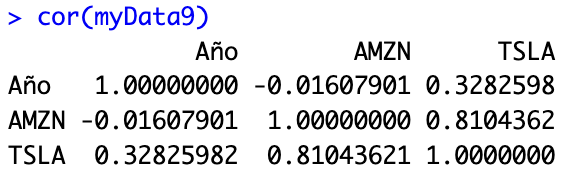 > cor(myData9)
Año AMZN TSLA
Año 1.00000000 -0.01607901 0.3282598
AMZN -0.01607901 1.00000000 0.8104362
TSLA 0.32825982 0.81043621 1.0000000